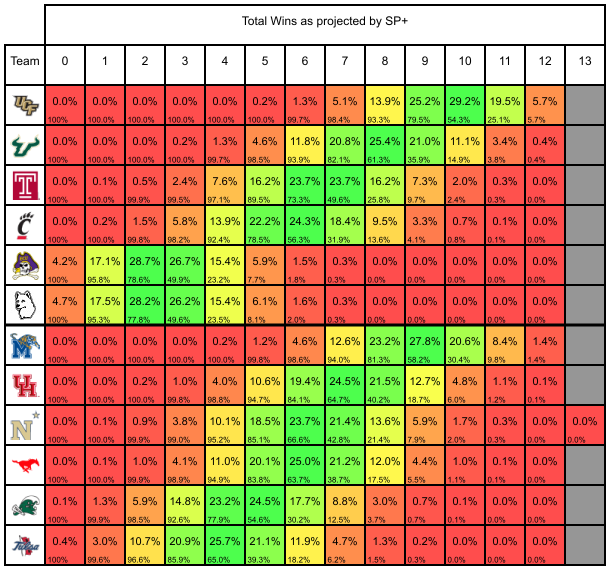 Total Wins as projected by SP+
Team 0 1 2 3 4 5 6 7 8 9 10 11 12 13
UCF 0.0% 0.0% 0.0% 0.0% 0.0% 0.2% 1.3% 5.1% 13.9% 25.2% 29.2% 19.5% 5.7%
100% 100.0% 100.0% 100.0% 100.0% 100.0% 99.7% 98.4% 93.3% 79.5% 54.3% 25.1% 5.7%
0.0% 0.0% 0.0% 0.2% 1.3% 4.6% 11.8% 20.8% 25.4% 21.0% 11.1% 3.4% 0.4%
100% 100.0% 100.0% 100.0% 99.7% 98.5% 93.9% 82.1% 61.3% 35.9% 14.9% 3.8% 0.4%
T 0.0% 0.1% 0.5% 2.4% 7.6% 16.2% 23.7% 23.7% 16.2% 7.3% 2.0% 0.3% 0.0%
100% 100.0% 99.9% 99.5% 97.1% 89.5% 73.3% 49.6% 25.8% 9.7% 2.4% 0.3% 0.0%
C 0.0% 0.2% 1.5% 5.8% 13.9% 22.2% 24.3% 18.4% 9.5% 3.3% 0.7% 0.1% 0.0%
100% 100.0% 99.8% 98.2% 92.4% 78.5% 56.3% 31.9% 13.6% 4.1% 0.8% 0.1% 0.0%
4.2% 17.1% 28.7% 26.7% 15.4% 5.9% 1.5% 0.3% 0.0% 0.0% 0.0% 0.0% 0.0%
100% 95.8% 78.6% 49.9% 23.2% 7.7% 1.8% 0.3% 0.0% 0.0% 0.0% 0.0% 0.0%
4.7% 17.5% 28.2% 26.2% 15.4% 6.1% 1.6% 0.3% 0.0% 0.0% 0.0% 0.0% 0.0%
100% 95.3% 77.8% 49.6% 23.5% 8.1% 2.0% 0.3% 0.0% 0.0% 0.0% 0.0% 0.0%
M 0.0% 0.0% 0.0% 0.0% 0.2% 1.2% 4.6% 12.6% 23.2% 27.8% 20.6% 8.4% 1.4%
100% 100.0% 100.0% 100.0% 100.0% 99.8% 98.6% 94.0% 81.3% 58.2% 30.4% 9.8% 1.4%
UH 0.0% 0.0% 0.2% 1.0% 4.0% 10.6% 19.4% 24.5% 21.5% 12.7% 4.8% 1.1% 0.1%
100% 100.0% 100.0% 99.8% 98.8% 94.7% 84.1% 64.7% 40.2% 18.7% 6.0% 1.2% 0.1%
N 0.0% 0.1% 0.9% 3.8% 10.1% 18.5% 23.7% 21.4% 13.6% 5.9% 1.7% 0.3% 0.0% 0.0%
100% 100.0% 99.9% 99.0% 95.2% 85.1% 66.6% 42.8% 21.4% 7.9% 2.0% 0.3% 0.0% 0.0%
0.0% 0.1% 1.0% 4.1% 11.0% 20.1% 25.0% 21.2% 12.0% 4.4% 1.0% 0.1% 0.0%
100% 100.0% 99.9% 98.9% 94.9% 83.8% 63.7% 38.7% 17.5% 5.5% 1.1% 0.1% 0.0%
0.1% 1.3% 5.9% 14.8% 23.2% 24.5% 17.7% 8.8% 3.0% 0.7% 0.1% 0.0% 0.0%
100% 99.9% 98.5% 92.6% 77.9% 54.6% 30.2% 12.5% 3.7% 0.7% 0.1% 0.0% 0.0%
Tulsa 0.4% 3.0% 10.7% 20.9% 25.7% 21.1% 11.9% 4.7% 1.3% 0.2% 0.0% 0.0% 0.0%
100% 99.6% 96.6% 85.9% 65.0% 39.3% 18.2% 6.2% 1.5% 0.3% 0.0% 0.0% 0.0%